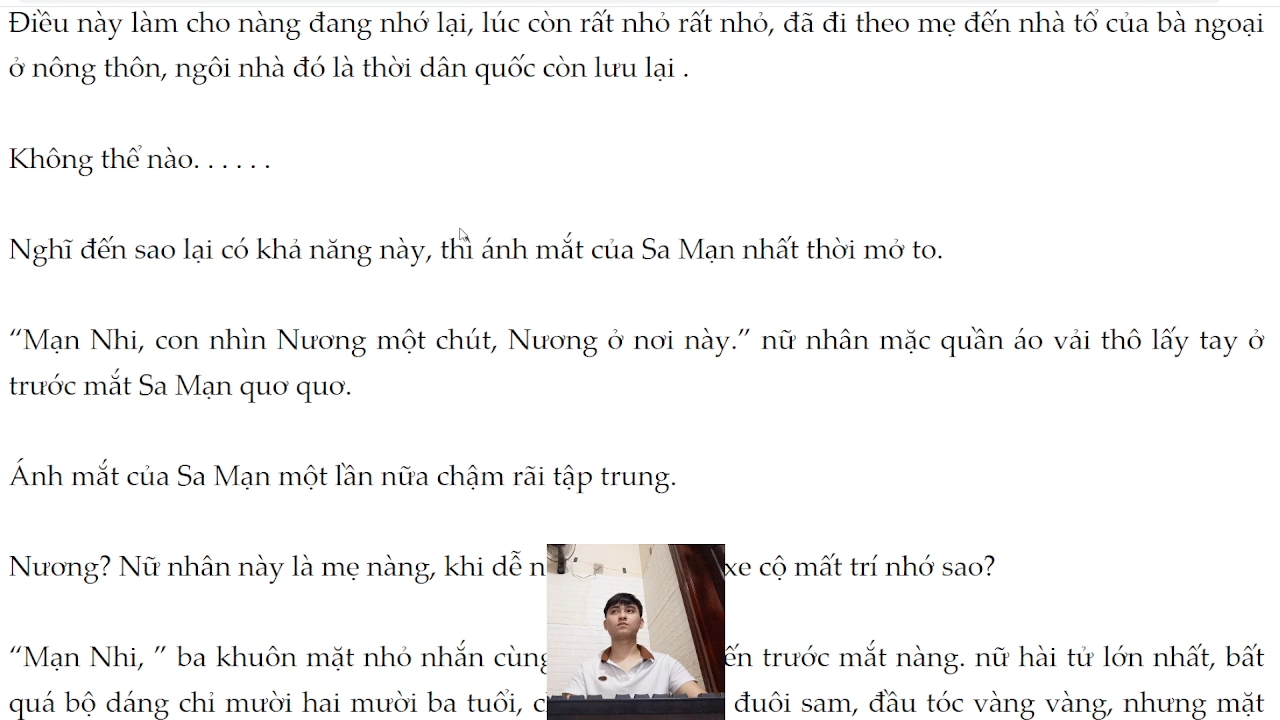 Điều này làm cho nàng đang nhớ lại, lúc còn rất nhỏ rất nhỏ, đã đi theo mẹ đến nhà tổ của bà ngoại
ở nông thôn, ngôi nhà đó là thời dân quốc còn lưu lại .
Không thể nào. . . . . .
Nghĩ đến sao lại có khả năng này, thì ánh mắt của Sa Mạn nhất thời mở to.
“Mạn Nhi, con nhìn Nương một chút, Nương ở nơi này.” nữ nhân mặc quần áo vải thô lấy tay ở
trước mắt Sa Mạn quơ quơ.
Ánh mắt của Sa Mạn một lần nữa chậm rãi tập trung.
Nương? Nữ nhân này là mẹ nàng, khi dễ xe cộ mất trí nhớ sao?
“Mạn Nhi, ” ba khuôn mặt nhỏ nhắn cùng trước mắt nàng. nữ hài tử lớn nhất, bất
quá bộ dáng chỉ mười hai mười ba tuổi, đuôi sam, đầu tóc vàng vàng, nhưng mặt